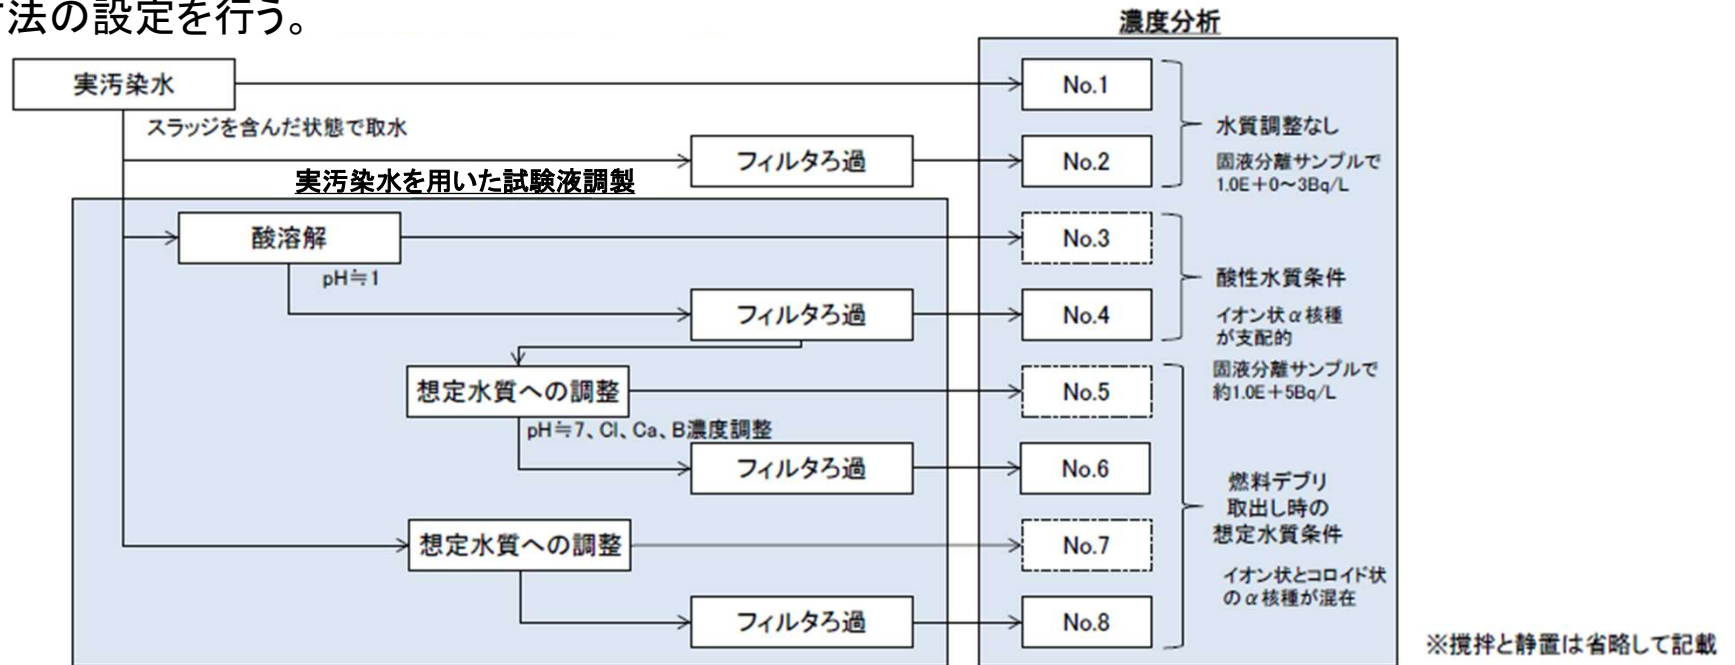 方法の設定を行う。
濃度分析
実汚染水
No.1
スラッジを含んだ状態で取水
水質調整なし
フィルタろ過
No.2
固液分離サンプルで
1.0E+0～3Bq/L
実汚染水を用いた試験液調製
酸溶解
No.3
pH≒1
酸性水質条件
フィルタろ過
No.4
イオン状α核種
が支配的
固液分離サンプルで
約1.0E+5Bq/L
想定水質への調整
No.5
pH≒7、Cl、Ca、B濃度調整
フィルタろ過
No.6
燃料デブリ
取出し時の
想定水質条件
想定水質への調整
No.7
イオン状とコロイド状
のα核種が混在
フィルタろ過
No.8
※撹拌と静置は省略して記載